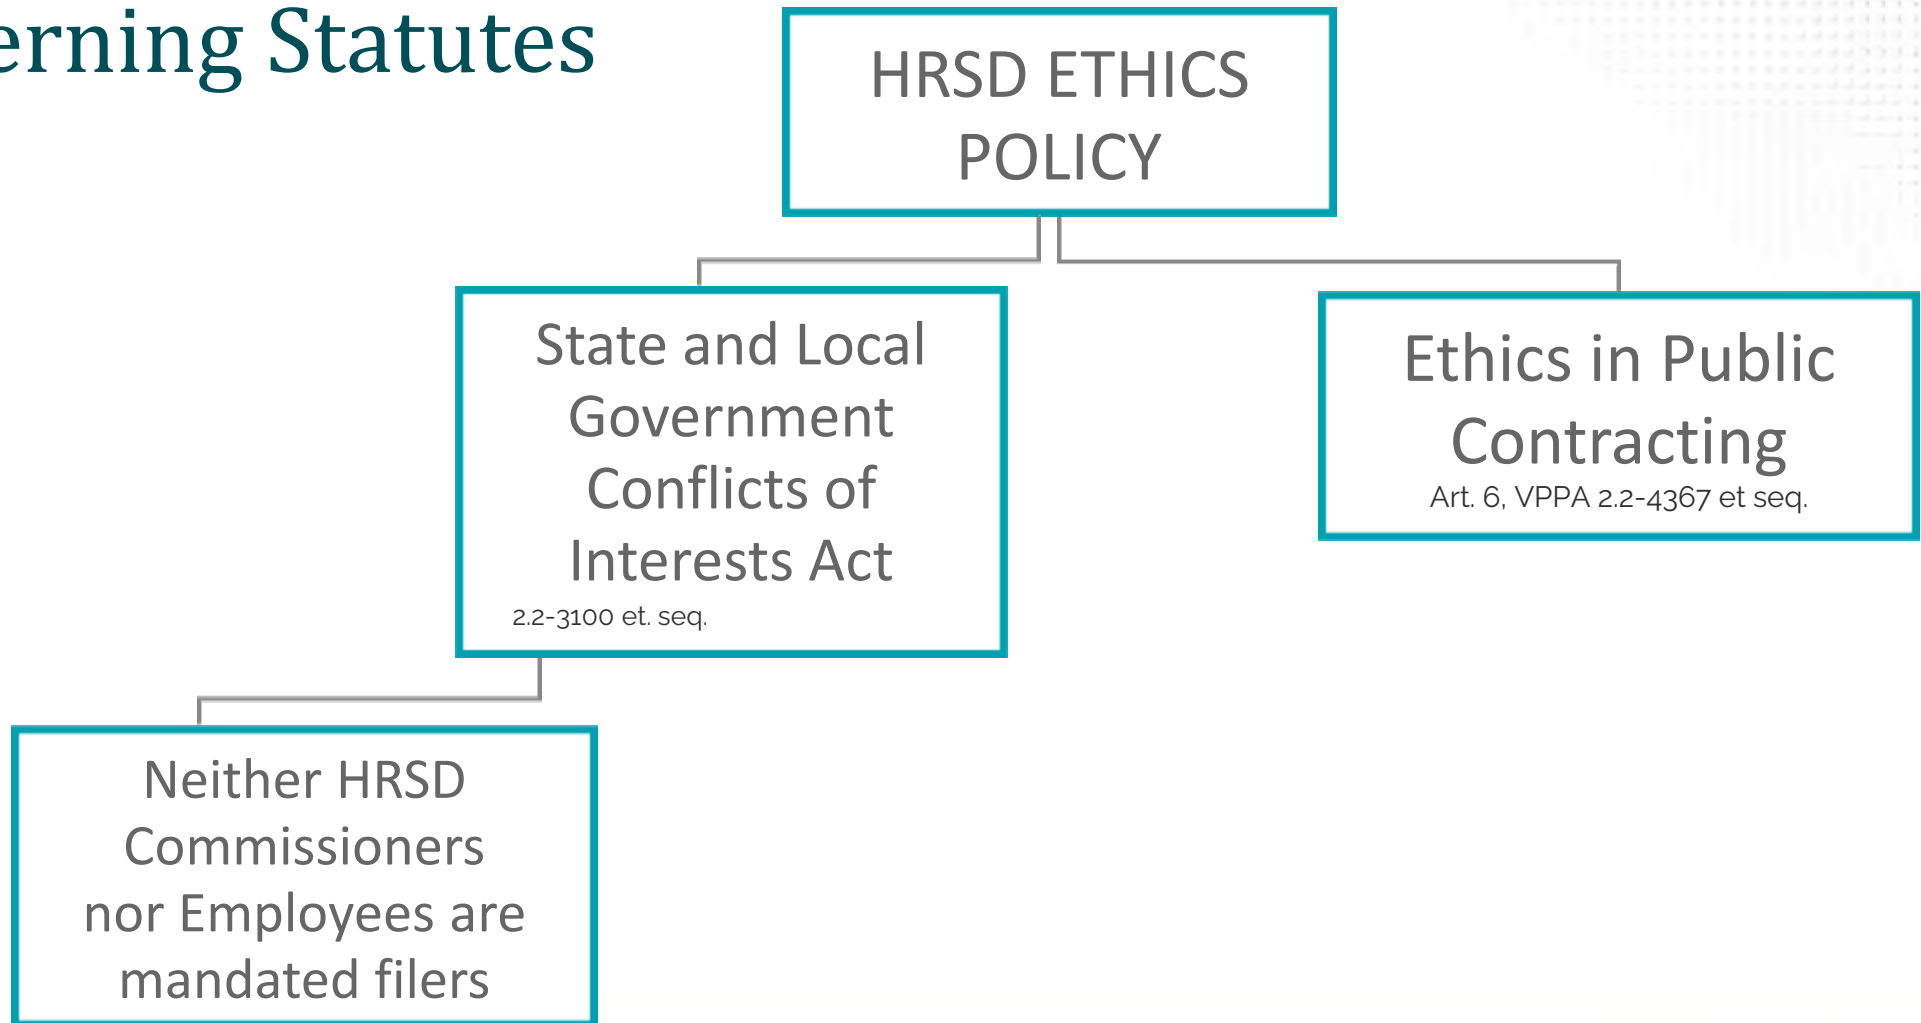 erning Statutes
HRSD ETHICS
POLICY
State and Local
Government
Conflicts of
Interests Act
2.2-3100 et. seq.
Ethics in Public
Contracting
Art. 6, VPPA 2.2-4367 et seq.
Neither HRSD
Commissioners
nor Employees are
mandated filers